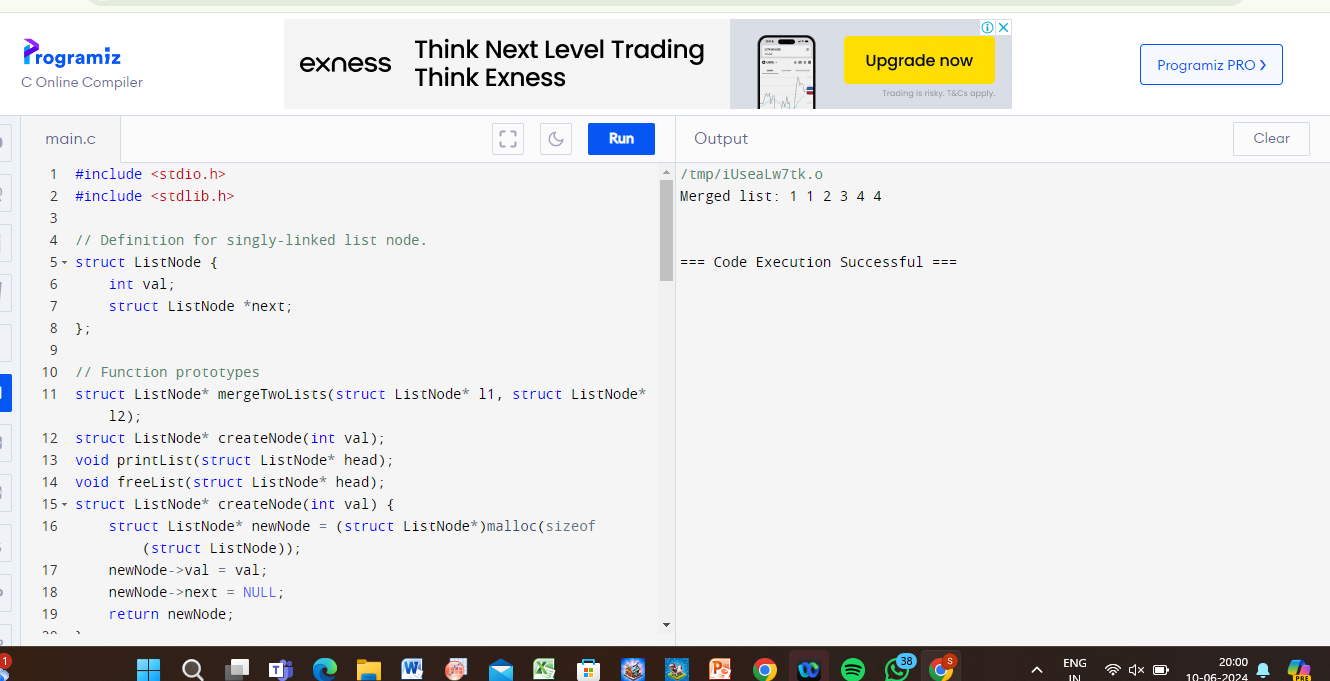 Programiz
C Online Compiler
exness
Think Next Level Trading
Think Exness
Upgrade now
Trading is risky. T&Cs apply.
Programiz PRO
main.c
Run
Output
Clear
1 #include <stdio.h>
2 #include <stdlib.h>
3
4 // Definition for singly-linked list node.
5 struct ListNode {
6 int val;
7 struct ListNode *next;
8 };
9
10 // Function prototypes
11 struct ListNode* mergeTwoLists(struct ListNode* l1, struct ListNode*
l2);
12 struct ListNode* createNode(int val);
13 void printList(struct ListNode* head);
14 void freeList(struct ListNode* head);
15 struct ListNode* createNode(int val) {
16 struct ListNode* newNode = (struct ListNode*)malloc(sizeof
(struct ListNode));
17 newNode->val = val;
18 newNode->next = NULL;
19 return newNode;
/tmp/iUseaLw7tk.o
Merged list: 1 1 2 3 4 4
=== Code Execution Successful ===
1
38
S
ENG
IN
20:00
10-06-2024
PRE